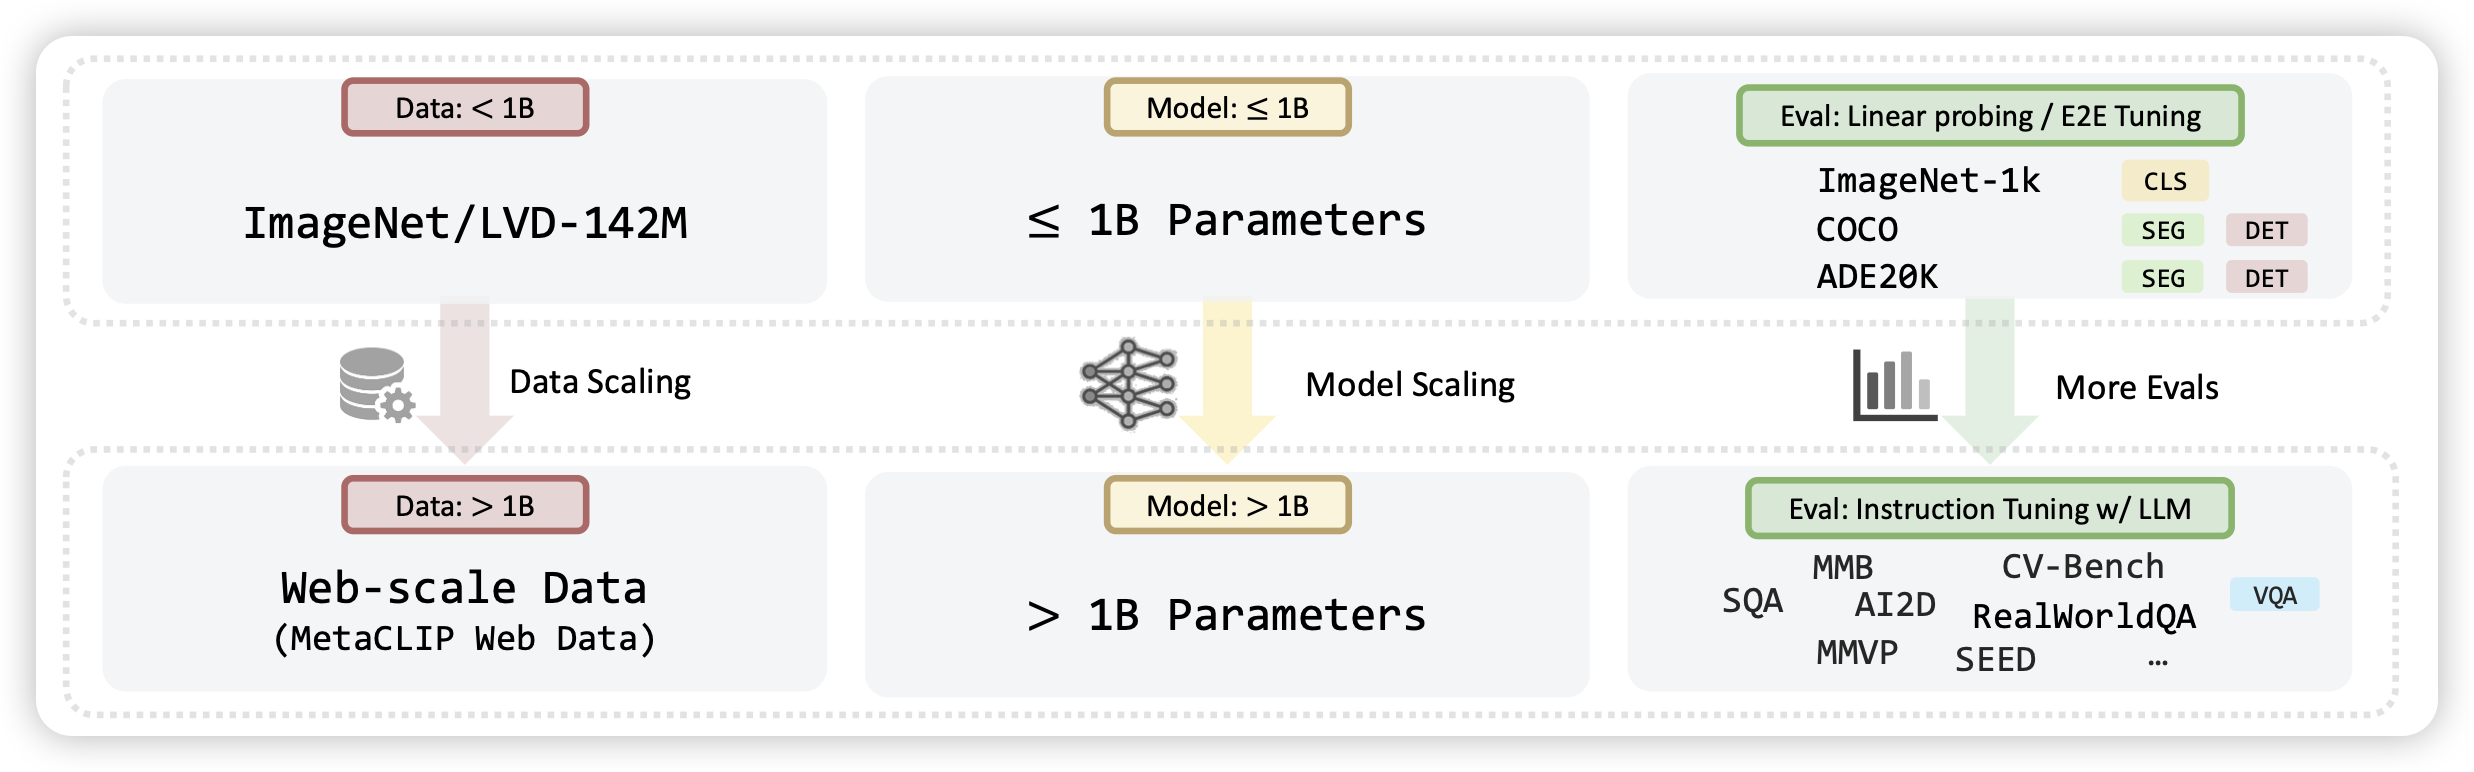 Data: < 1B
ImageNet/LVD-142M
Model: ≤ 1B
≤ 1B Parameters
Eval: Linear probing / E2E Tuning
ImageNet-1k CLS
COCO SEG DET
ADE20K SEG DET
Data Scaling
Model Scaling
More Evals
Data: > 1B
Web-scale Data
(MetaCLIP Web Data)
Model: > 1B
> 1B Parameters
Eval: Instruction Tuning w/ LLM
MMB CV-Bench
SQA AI2D RealWorldQA VQA
MMVP SEED …